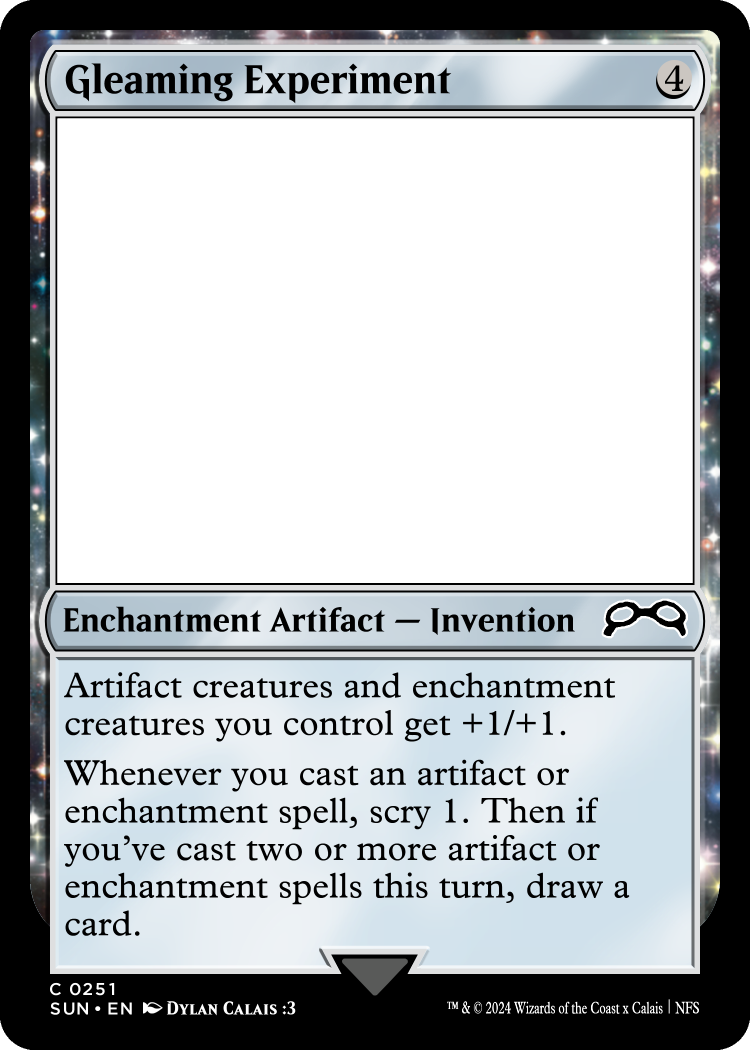 Gleaming Experiment 4
Enchantment Artifact — Invention
Artifact creatures and enchantment
creatures you control get +1/+1.
Whenever you cast an artifact or
enchantment spell, scry 1. Then if
you’ve cast two or more artifact or
enchantment spells this turn, draw a
card.
C 0251
SUN • EN Dylan Calais :3
™ & © 2024 Wizards of the Coast x Calais | NFS